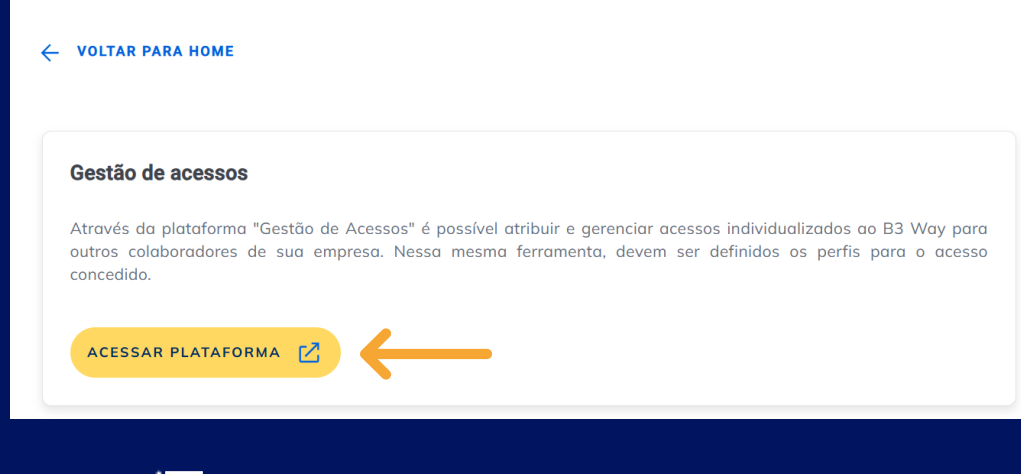 VOLTAR PARA HOME
Gestão de acessos
Através da plataforma "Gestão de Acessos" é possível atribuir e gerenciar acessos individualizados ao B3 Way para
outros colaboradores de sua empresa. Nessa mesma ferramenta, devem ser definidos os perfis para o acesso
concedido.
ACESSAR PLATAFORMA